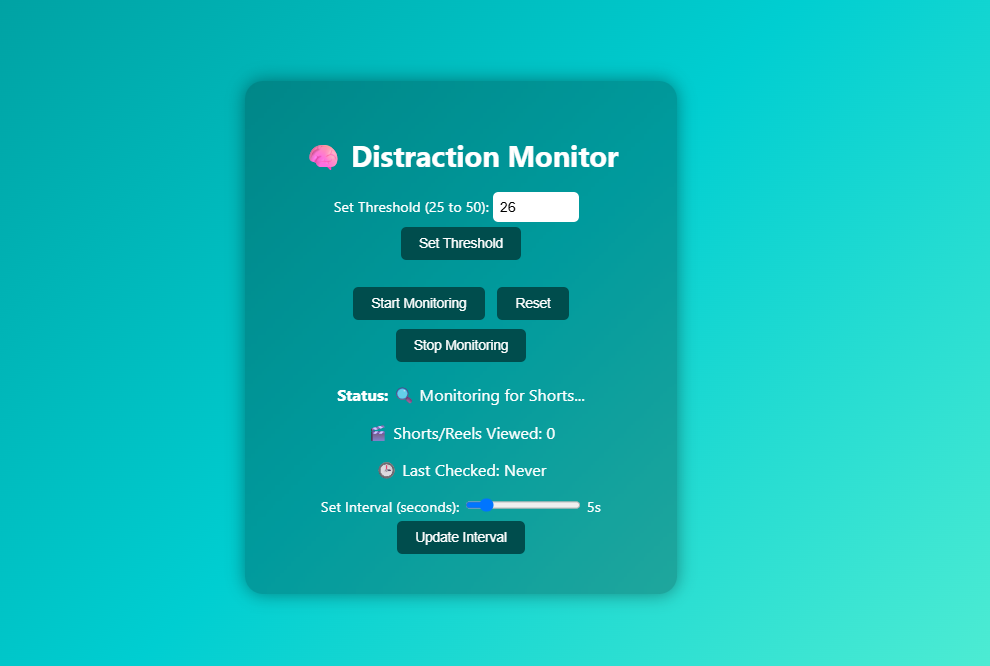 🧠 Distraction Monitor
Set Threshold (25 to 50): 26
Set Threshold
Start Monitoring Reset
Stop Monitoring
Status: 🔍 Monitoring for Shorts...
🎬 Shorts/Reels Viewed: 0
🕒 Last Checked: Never
Set Interval (seconds): 5s
Update Interval